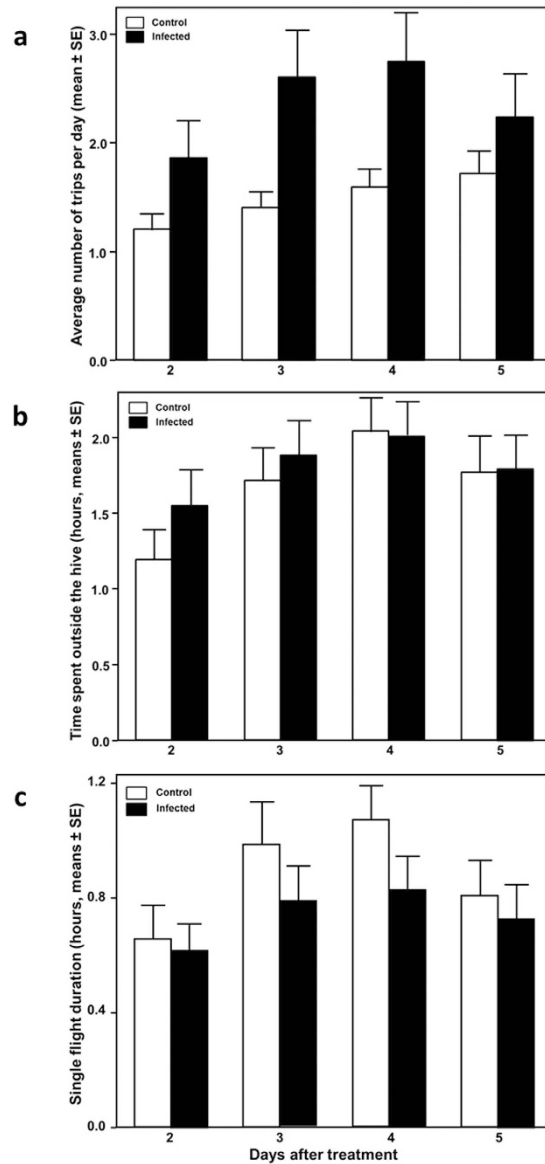 a
Control
Infected
Average number of trips per day (mean ± SE)
3.0
2.0
1.0
0.0
2 3 4 5
b
Control
Infected
Time spent outside the hive (hours, means ± SE)
2.0
1.5
1.0
0.5
0.0
2 3 4 5
c
Control
Infected
Single flight duration (hours, means ± SE)
1.2
0.8
0.4
0.0
2 3 4 5
Days after treatment